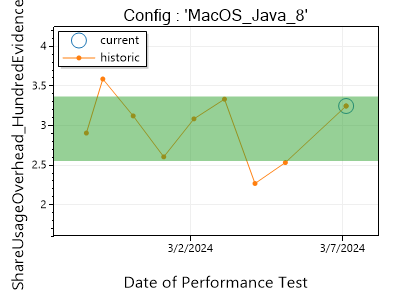 Config : 'MacOS_Java_8'
ShareUsageOverhead_HundredEvidence
current
historic
4
3.5
3
2.5
2
3/2/2024
3/7/2024
Date of Performance Test